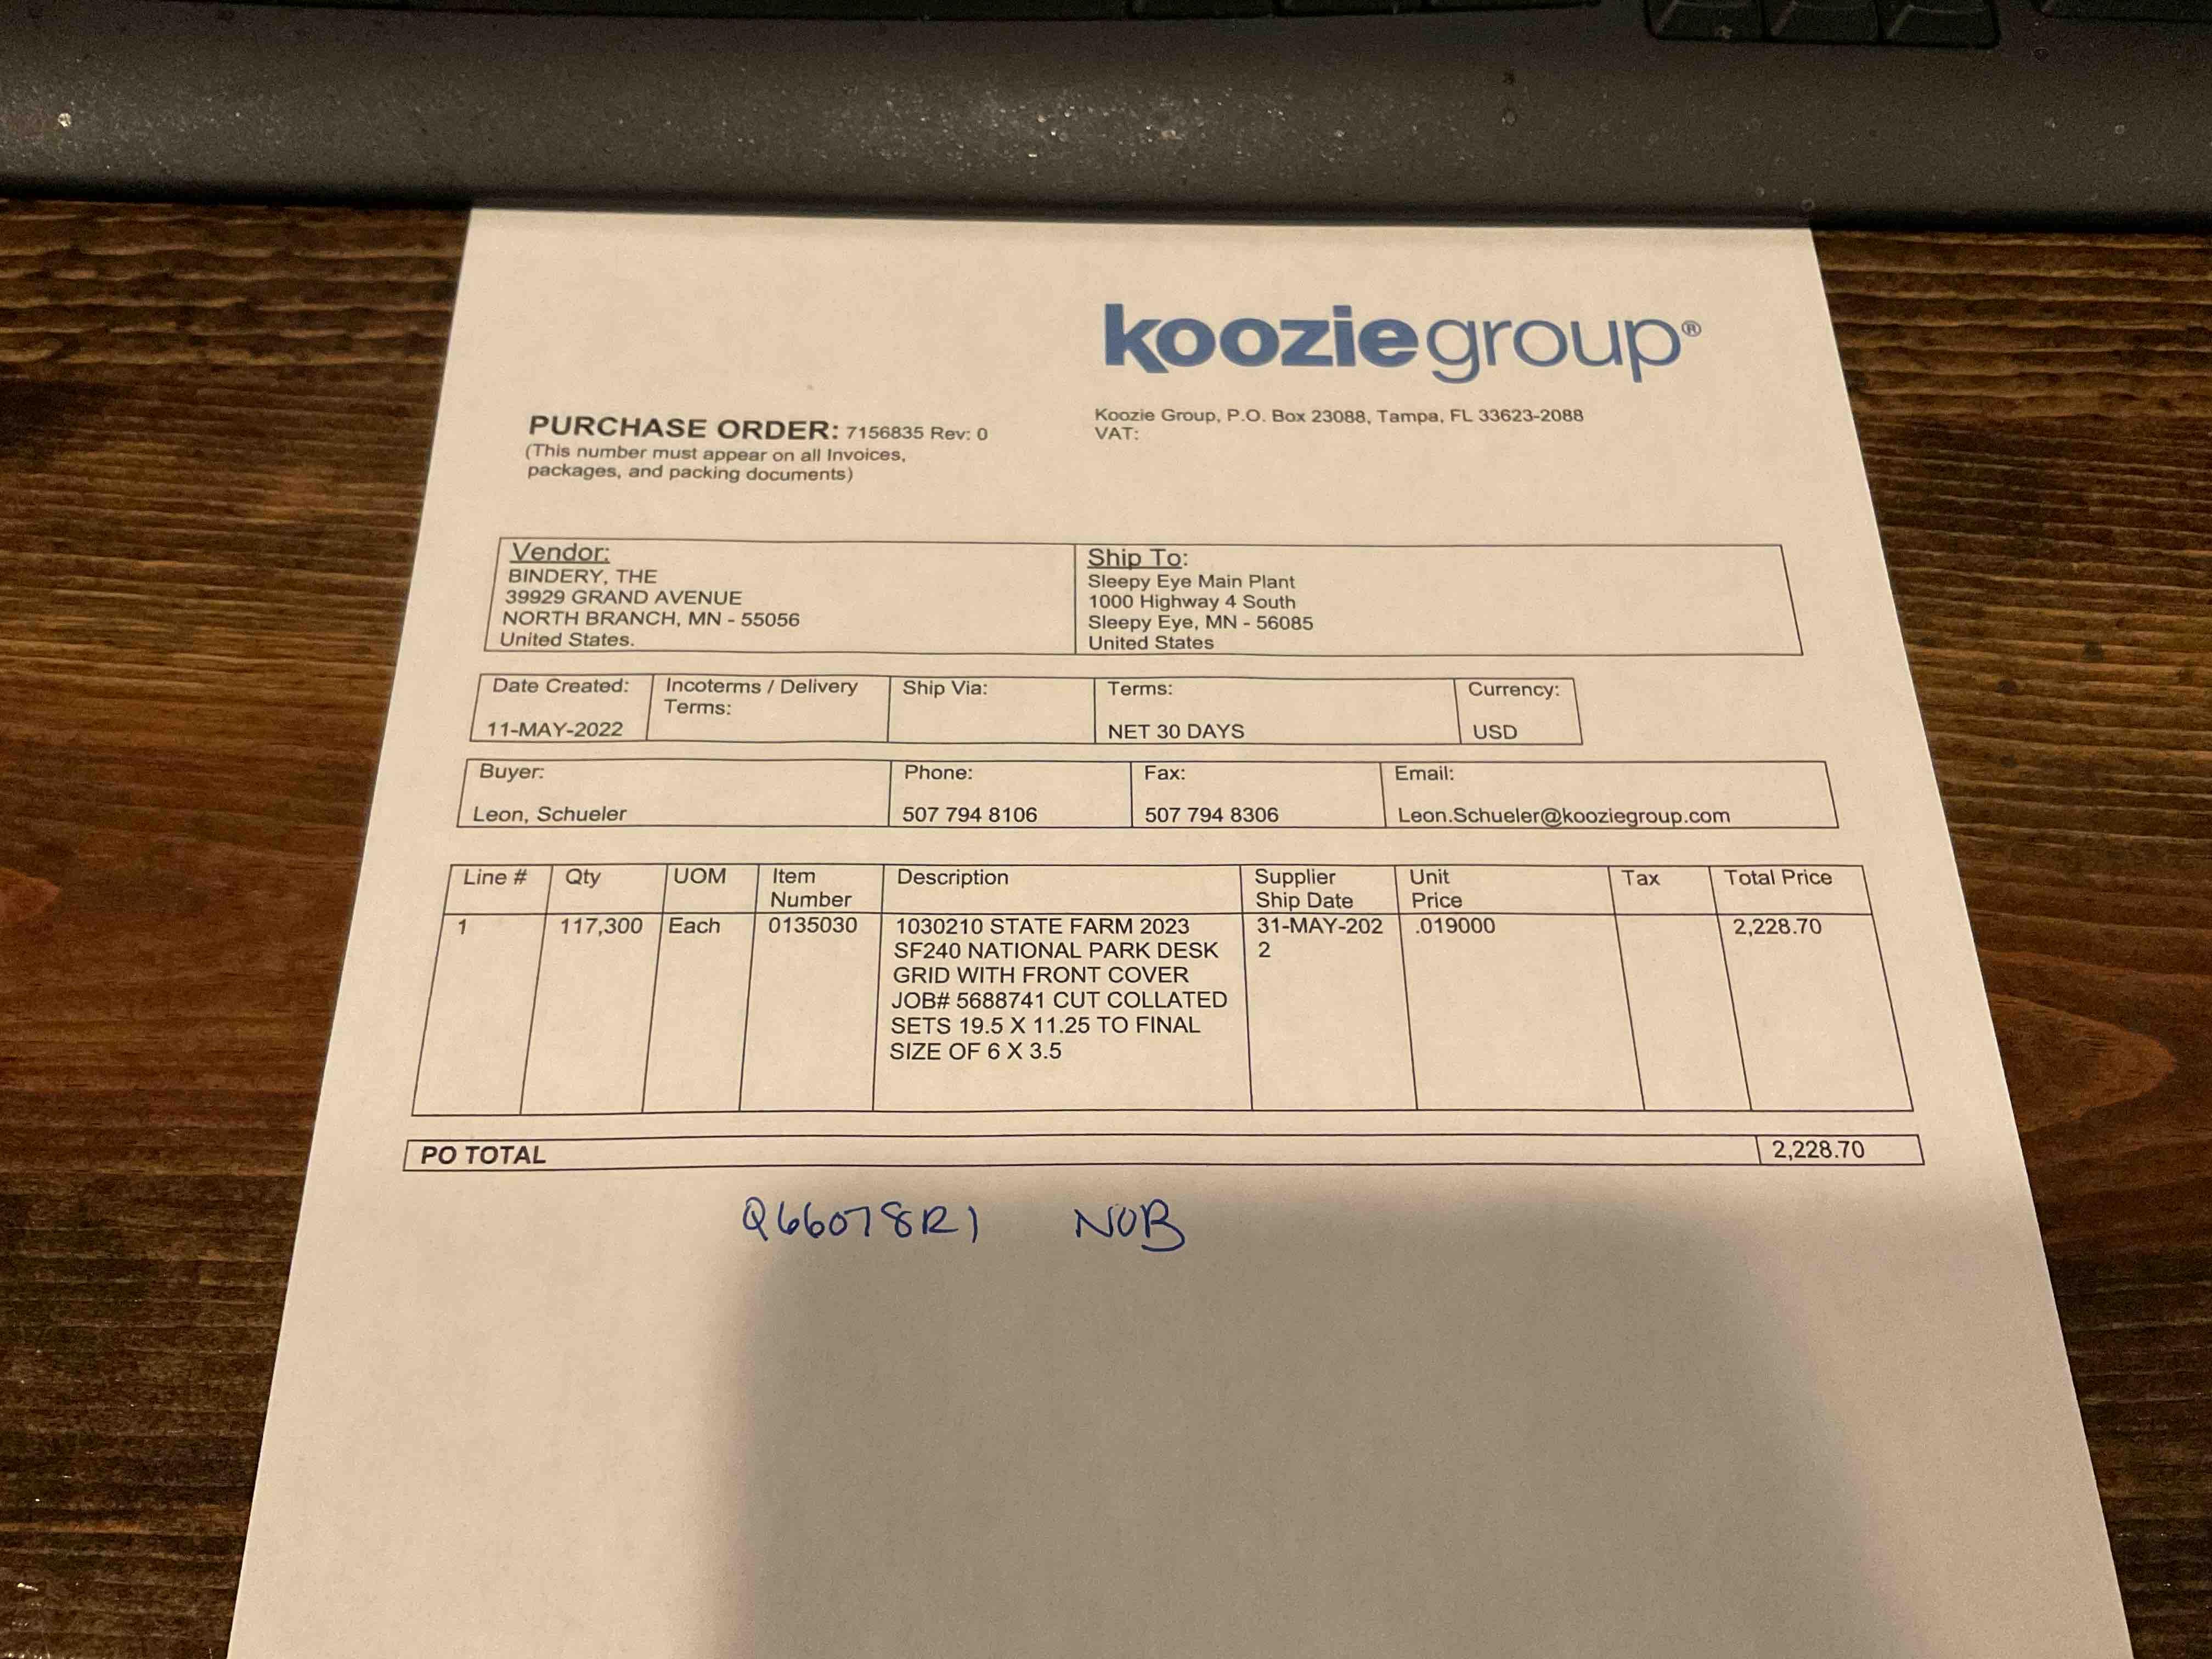 kooziegroup®
PURCHASE ORDER: 7156835 Rev: 0
(This number must appear on all Invoices,
packages, and packing documents)
Koozie Group, P.O. Box 23088, Tampa, FL 33623-2088
VAT:
Vendor:
BINDERY, THE
39929 GRAND AVENUE
NORTH BRANCH, MN - 55056
United States.
Ship To:
Sleepy Eye Main Plant
1000 Highway 4 South
Sleepy Eye, MN - 56085
United States
Date Created:
11-MAY-2022
Incoterms / Delivery
Terms:
Ship Via:
Terms:
NET 30 DAYS
Currency:
USD
Buyer:
Leon, Schueler
Phone:
507 794 8106
Fax:
507 794 8306
Email:
Leon.Schueler@kooziegroup.com
Line #
Qty
UOM
Item
Number
Description
Supplier
Ship Date
Unit
Price
Tax
Total Price
1
117,300
Each
0135030
1030210 STATE FARM 2023
SF240 NATIONAL PARK DESK
GRID WITH FRONT COVER
JOB# 5688741 CUT COLLATED
SETS 19.5 X 11.25 TO FINAL
SIZE OF 6 X 3.5
31-MAY-202
2
.019000
2,228.70
PO TOTAL 2,228.70
Q66078R1 NOB